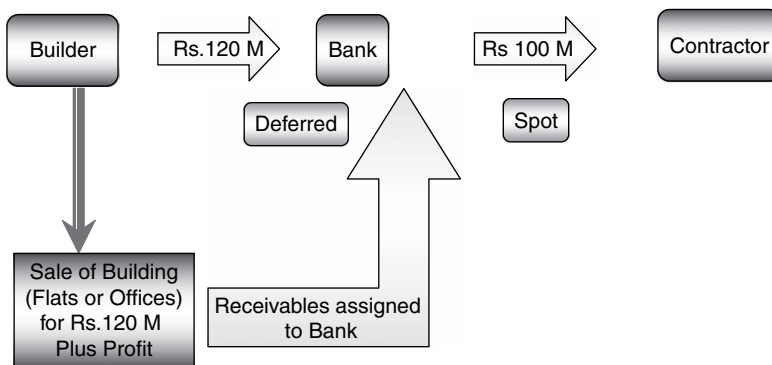 Builder
Rs.120 M
Bank
Rs 100 M
Contractor
Deferred
Spot
Sale of Building
(Flats or Offices)
for Rs.120 M
Plus Profit
Receivables assigned
to Bank